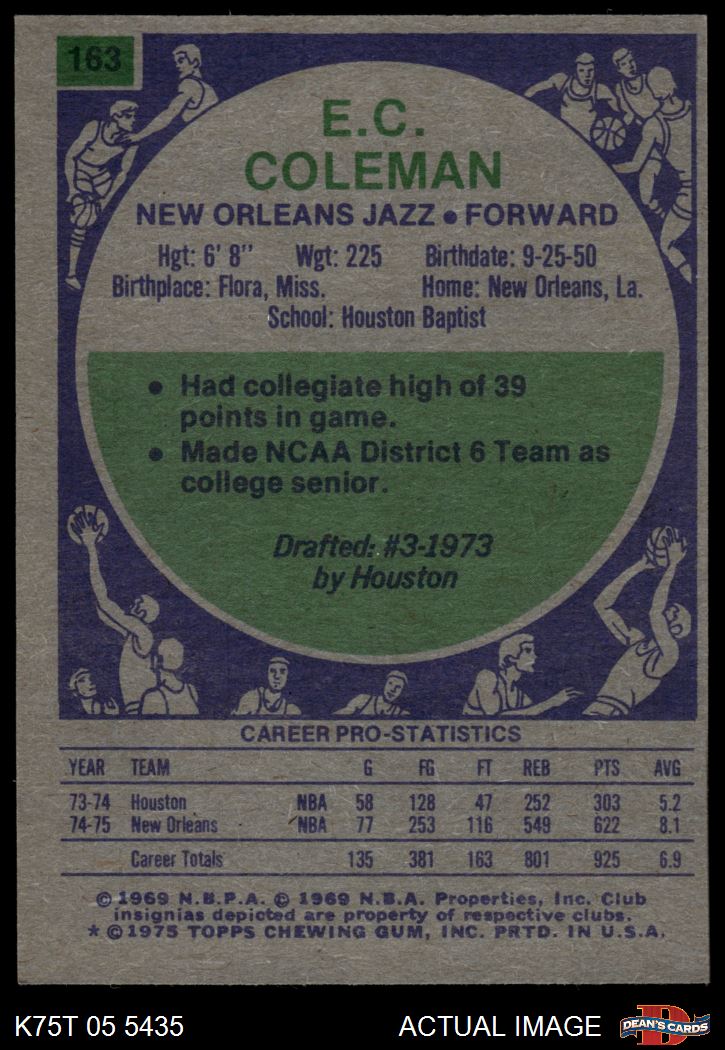 163
E.C.
COLEMAN
NEW ORLEANS JAZZ • FORWARD
Hgt: 6' 8" Wgt: 225 Birthdate: 9-25-50
Birthplace: Flora, Miss. Home: New Orleans, La.
School: Houston Baptist
• Had collegiate high of 39
points in game.
• Made NCAA District 6 Team as
college senior.
Drafted: #3-1973
by Houston
CAREER PRO-STATISTICS
YEAR TEAM G FG FT REB PTS AVG
73-74 Houston NBA 58 128 47 252 303 5.2
74-75 New Orleans NBA 77 253 116 549 622 8.1
Career Totals 135 381 163 801 925 6.9
© 1969 N.B.P.A. © 1969 N.B.A. Properties, Inc. Club
insignias depicted are property of respective clubs.
* © 1975 TOPPS CHEWING GUM, INC. PRTD. IN U.S.A.
K75T 05 5435 ACTUAL IMAGE DEAN'S CARDS